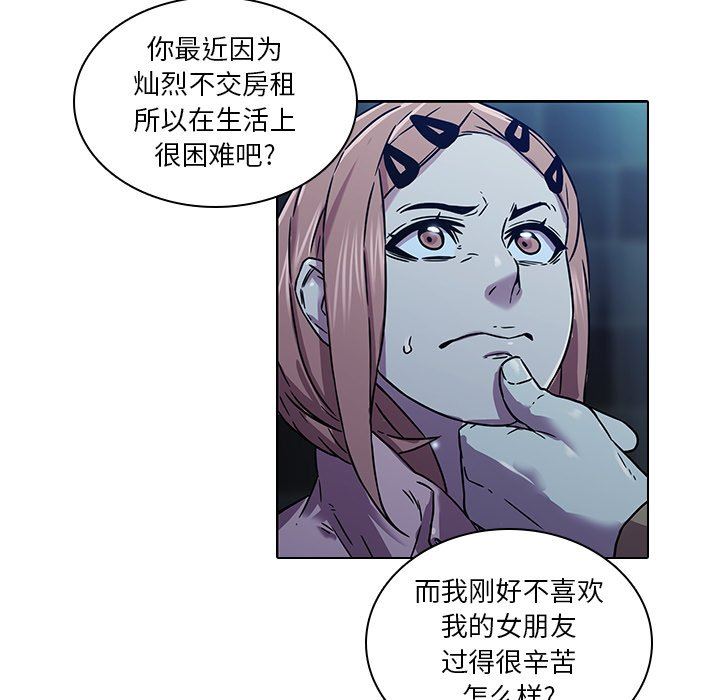 你最近因为
灿烈不交房租
所以在生活上
很困难吧?
而我刚好不喜欢
我的女朋友
过得很辛苦
怎么样?